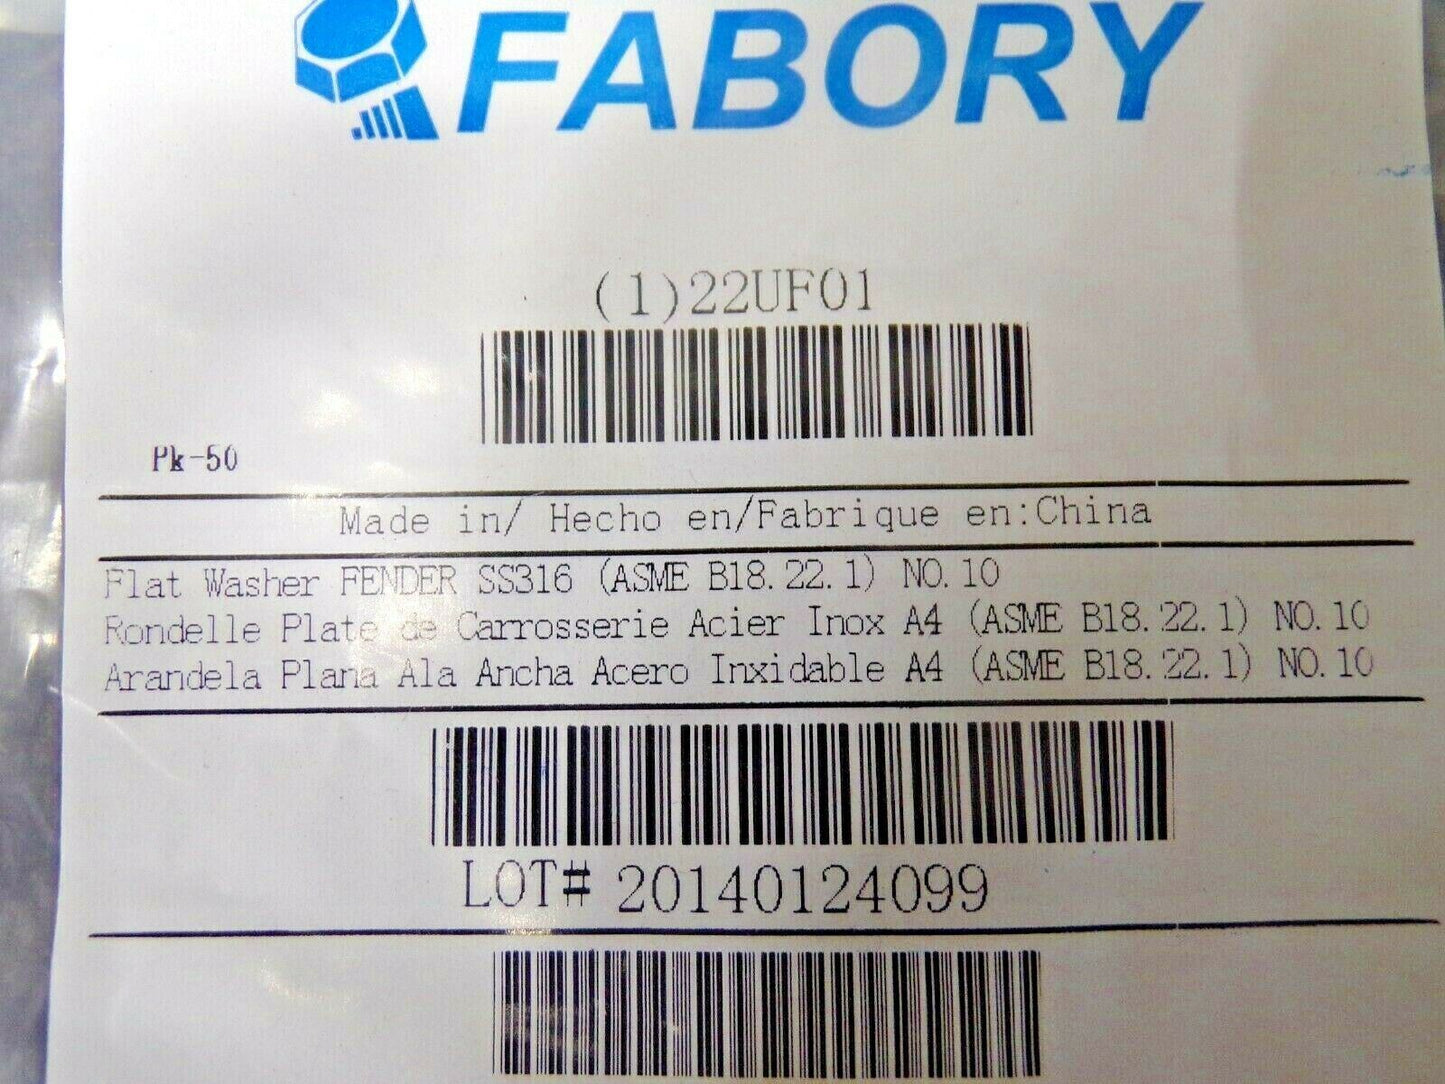 FABORY
(1)22UF01
Pk-50
Made in/ Hecho en/Fabrique en:China
Flat Washer FENDER SS316 (ASME B18.22.1) NO.10
Rondelle Plate de Carrosserie Acier Inox A4 (ASME B18.22.1) NO.10
Arandela Plana Ala Ancha Acero Inxidable A4 (ASME B18.22.1) NO.10
LOT# 20140124099